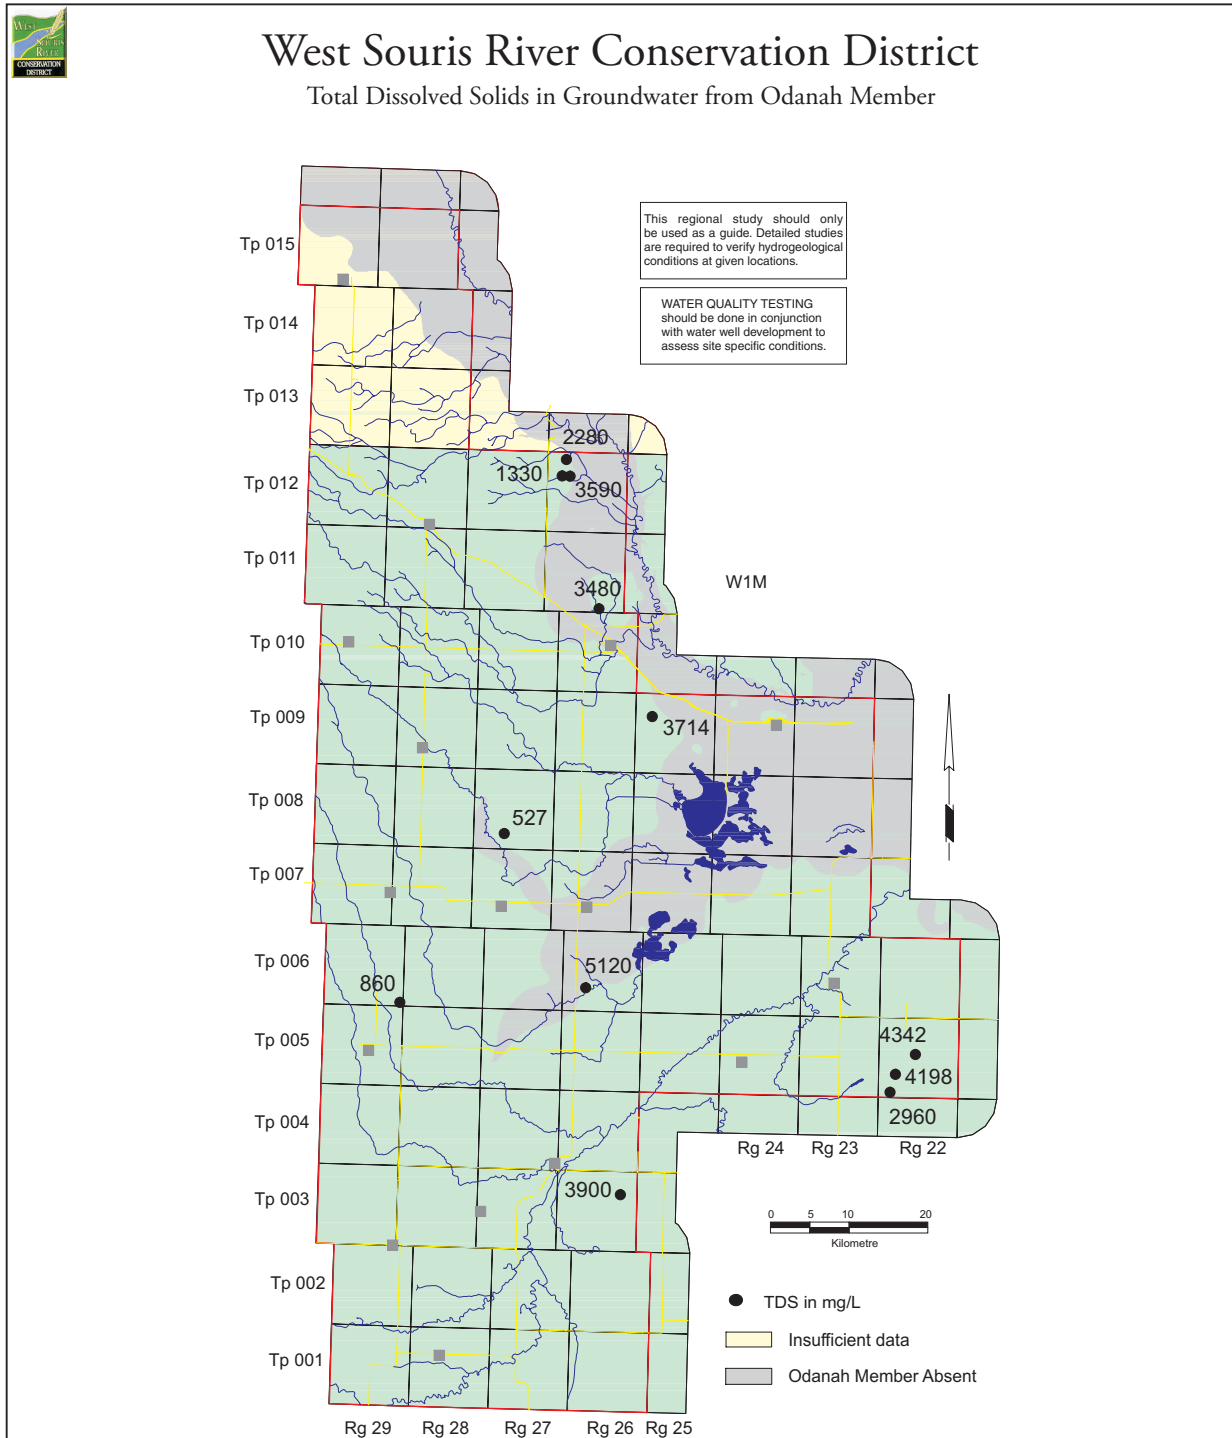 WEST
SOURIS
RIVER
CONSERVATION
DISTRICT
West Souris River Conservation District
Total Dissolved Solids in Groundwater from Odanah Member
This regional study should only
be used as a guide. Detailed studies
are required to verify hydrogeological
conditions at given locations.
WATER QUALITY TESTING
should be done in conjunction
with water well development to
assess site specific conditions.
Tp 015
Tp 014
Tp 013
2280
1330
Tp 012
3590
Tp 011
W1M
3480
Tp 010
Tp 009
3714
Tp 008
527
Tp 007
Tp 006
5120
860
4342
Tp 005
4198
2960
Tp 004
Rg 24
Rg 23
Rg 22
3900
Tp 003
0 5 10 20
Kilometre
Tp 002
TDS in mg/L
Insufficient data
Tp 001
Odanah Member Absent
Rg 29
Rg 28
Rg 27
Rg 26
Rg 25